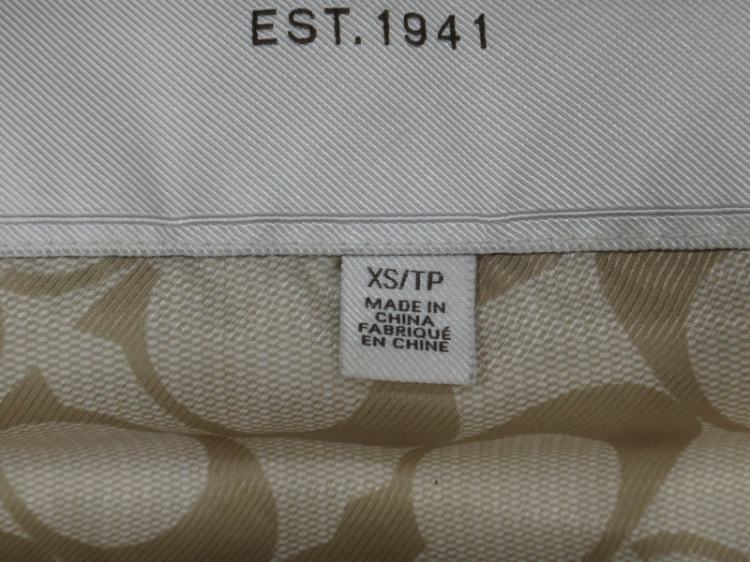 EST. 1941
XS/TP
MADE IN
CHINA
FABRIQUÉ
EN CHINE